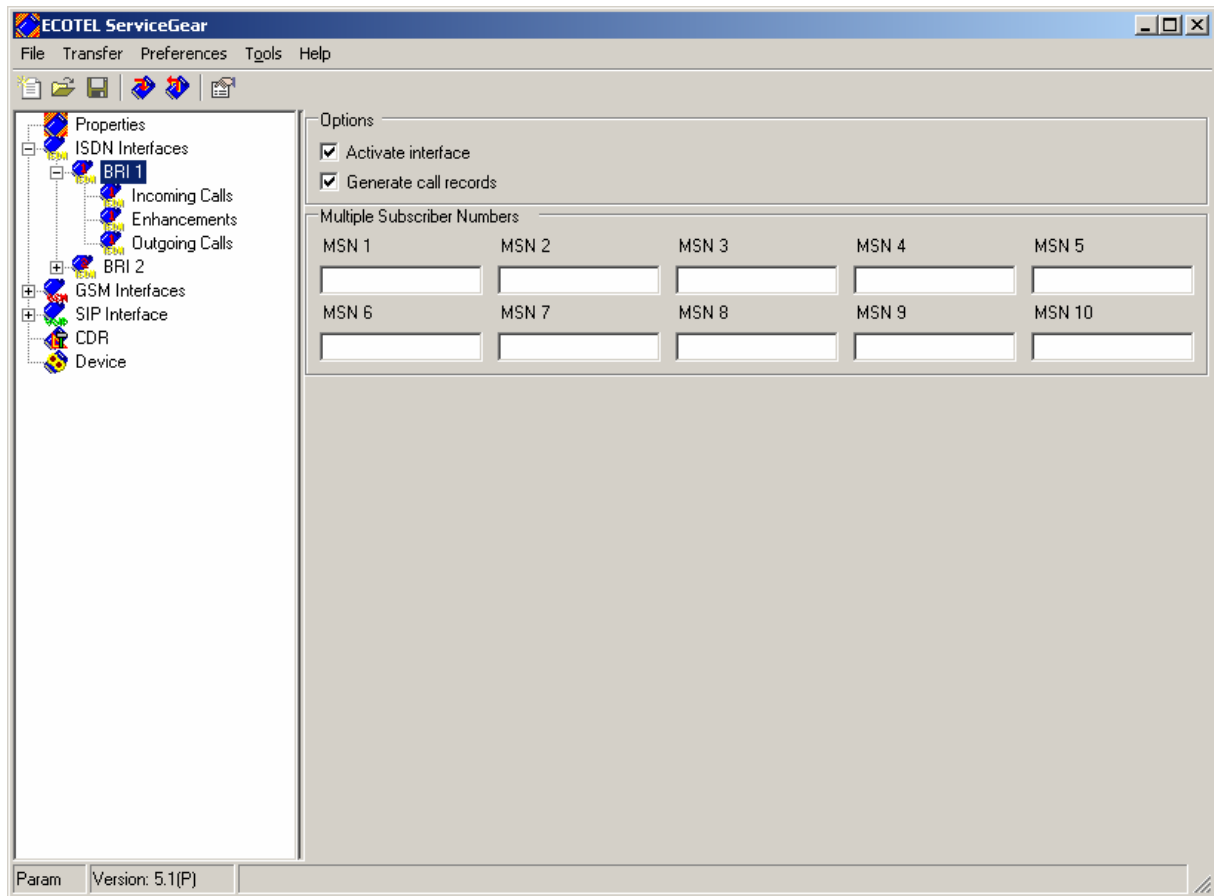 ECOTEL ServiceGear
File Transfer Preferences Tools Help
Properties
ISDN Interfaces
BRI 1
Incoming Calls
Enhancements
Outgoing Calls
BRI 2
GSM Interfaces
SIP Interface
CDR
Device
Options
Activate interface
Generate call records
Multiple Subscriber Numbers
MSN 1 MSN 2 MSN 3 MSN 4 MSN 5
MSN 6 MSN 7 MSN 8 MSN 9 MSN 10
Param Version: 5.1(P)